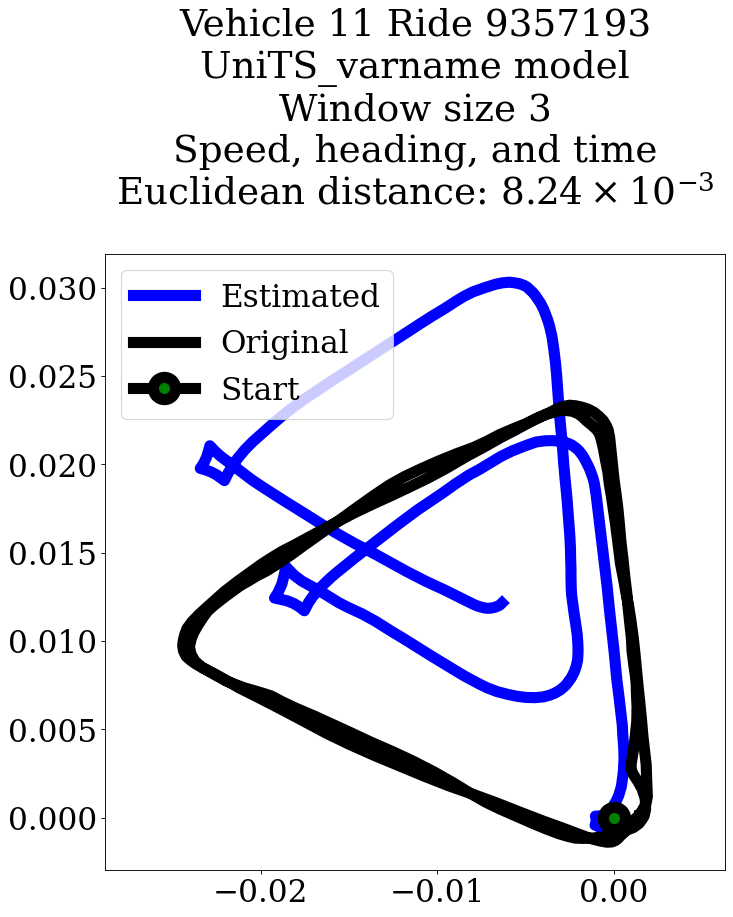 Vehicle 11 Ride 9357193
UniTS_varname model
Window size 3
Speed, heading, and time
Euclidean distance: 8.24 × 10⁻³
Estimated
Original
Start
0.030
0.025
0.020
0.015
0.010
0.005
0.000
−0.02 −0.01 0.00